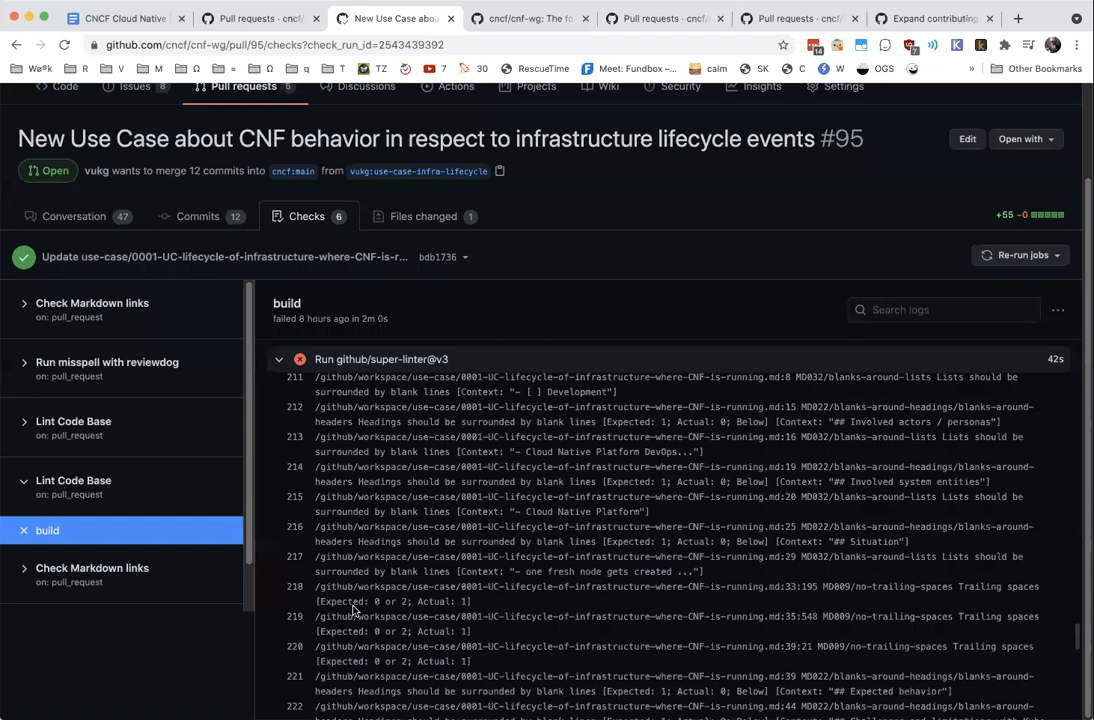 CNCF Cloud Native
Pull requests · cncf/
New Use Case abou
cncf/cnf-wg: The fo
Pull requests · cncf/
Pull requests · cncf/
Expand contributing
github.com/cncf/cnf-wg/pull/95/checks?check_run_id=2543439392
14
7
Wø®k
R
V
M
Ω
≈
Ω
q
T
TZ
7
30
RescueTime
Meet: Fundbox –...
calm
SK
C
W
OGS
»
Other Bookmarks
Code
Issues 8
Pull requests 5
Discussions
Actions
Projects
Wiki
Security
Insights
Settings
New Use Case about CNF behavior in respect to infrastructure lifecycle events #95
Edit
Open with
Open
vukg wants to merge 12 commits into cncf:main from vukg:use-case-infra-lifecycle
Conversation 47
Commits 12
Checks 6
Files changed 1
+55 −0
Update use-case/0001-UC-lifecycle-of-infrastructure-where-CNF-is-r... bdb1736
Re-run jobs
Check Markdown links
on: pull_request
Run misspell with reviewdog
on: pull_request
Lint Code Base
on: pull_request
Lint Code Base
on: pull_request
build
Check Markdown links
on: pull_request
build
failed 8 hours ago in 2m 0s
Search logs
Run github/super-linter@v3
42s
211 /github/workspace/use-case/0001-UC-lifecycle-of-infrastructure-where-CNF-is-running.md:8 MD032/blanks-around-lists Lists should be
surrounded by blank lines [Context: "- [ ] Development"]
212 /github/workspace/use-case/0001-UC-lifecycle-of-infrastructure-where-CNF-is-running.md:15 MD022/blanks-around-headings/blanks-around-
headers Headings should be surrounded by blank lines [Expected: 1; Actual: 0; Below] [Context: "## Involved actors / personas"]
213 /github/workspace/use-case/0001-UC-lifecycle-of-infrastructure-where-CNF-is-running.md:16 MD032/blanks-around-lists Lists should be
surrounded by blank lines [Context: "- Cloud Native Platform DevOps..."]
214 /github/workspace/use-case/0001-UC-lifecycle-of-infrastructure-where-CNF-is-running.md:19 MD022/blanks-around-headings/blanks-around-
headers Headings should be surrounded by blank lines [Expected: 1; Actual: 0; Below] [Context: "## Involved system entities"]
215 /github/workspace/use-case/0001-UC-lifecycle-of-infrastructure-where-CNF-is-running.md:20 MD032/blanks-around-lists Lists should be
surrounded by blank lines [Context: "- Cloud Native Platform"]
216 /github/workspace/use-case/0001-UC-lifecycle-of-infrastructure-where-CNF-is-running.md:25 MD022/blanks-around-headings/blanks-around-
headers Headings should be surrounded by blank lines [Expected: 1; Actual: 0; Below] [Context: "## Situation"]
217 /github/workspace/use-case/0001-UC-lifecycle-of-infrastructure-where-CNF-is-running.md:29 MD032/blanks-around-lists Lists should be
surrounded by blank lines [Context: "- one fresh node gets created ..."]
218 /github/workspace/use-case/0001-UC-lifecycle-of-infrastructure-where-CNF-is-running.md:33:195 MD009/no-trailing-spaces Trailing spaces
[Expected: 0 or 2; Actual: 1]
219 /github/workspace/use-case/0001-UC-lifecycle-of-infrastructure-where-CNF-is-running.md:35:548 MD009/no-trailing-spaces Trailing spaces
[Expected: 0 or 2; Actual: 1]
220 /github/workspace/use-case/0001-UC-lifecycle-of-infrastructure-where-CNF-is-running.md:39:21 MD009/no-trailing-spaces Trailing spaces
[Expected: 0 or 2; Actual: 1]
221 /github/workspace/use-case/0001-UC-lifecycle-of-infrastructure-where-CNF-is-running.md:39 MD022/blanks-around-headings/blanks-around-
headers Headings should be surrounded by blank lines [Expected: 1; Actual: 0; Below] [Context: "## Expected behavior"]
222 /github/workspace/use-case/0001-UC-lifecycle-of-infrastructure-where-CNF-is-running.md:44 MD022/blanks-around-headings/blanks-around-